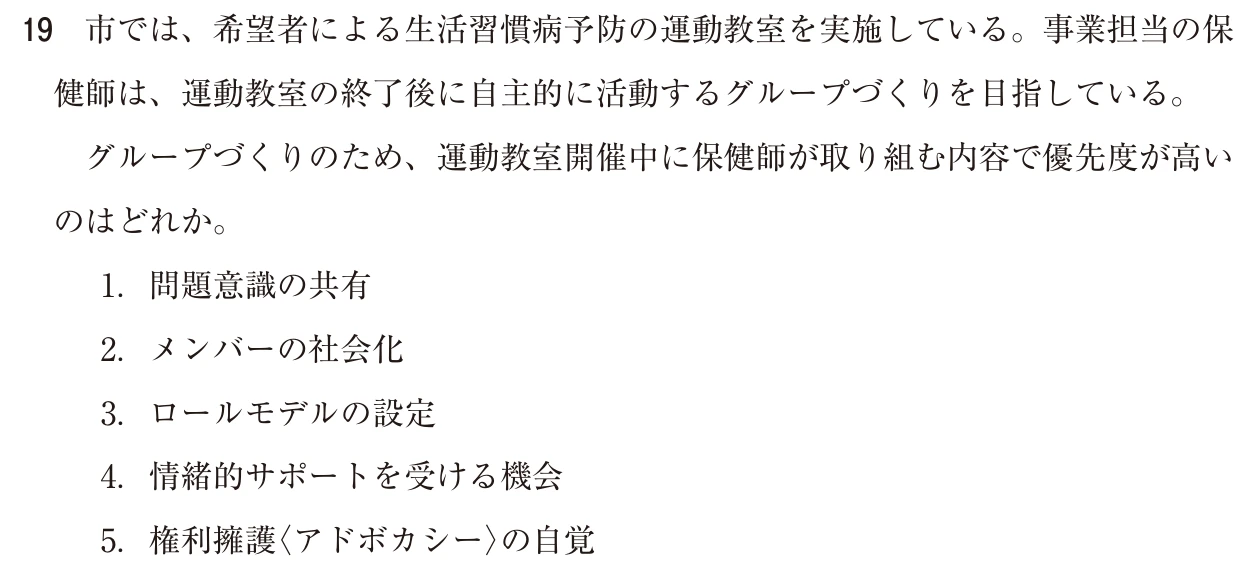 19　市では、希望者による生活習慣病予防の運動教室を実施している。事業担当の保
健師は、運動教室の終了後に自主的に活動するグループづくりを目指している。
グループづくりのため、運動教室開催中に保健師が取り組む内容で優先度が高い
のはどれか。
1. 問題意識の共有
2. メンバーの社会化
3. ロールモデルの設定
4. 情緒的サポートを受ける機会
5. 権利擁護〈アドボカシー〉の自覚